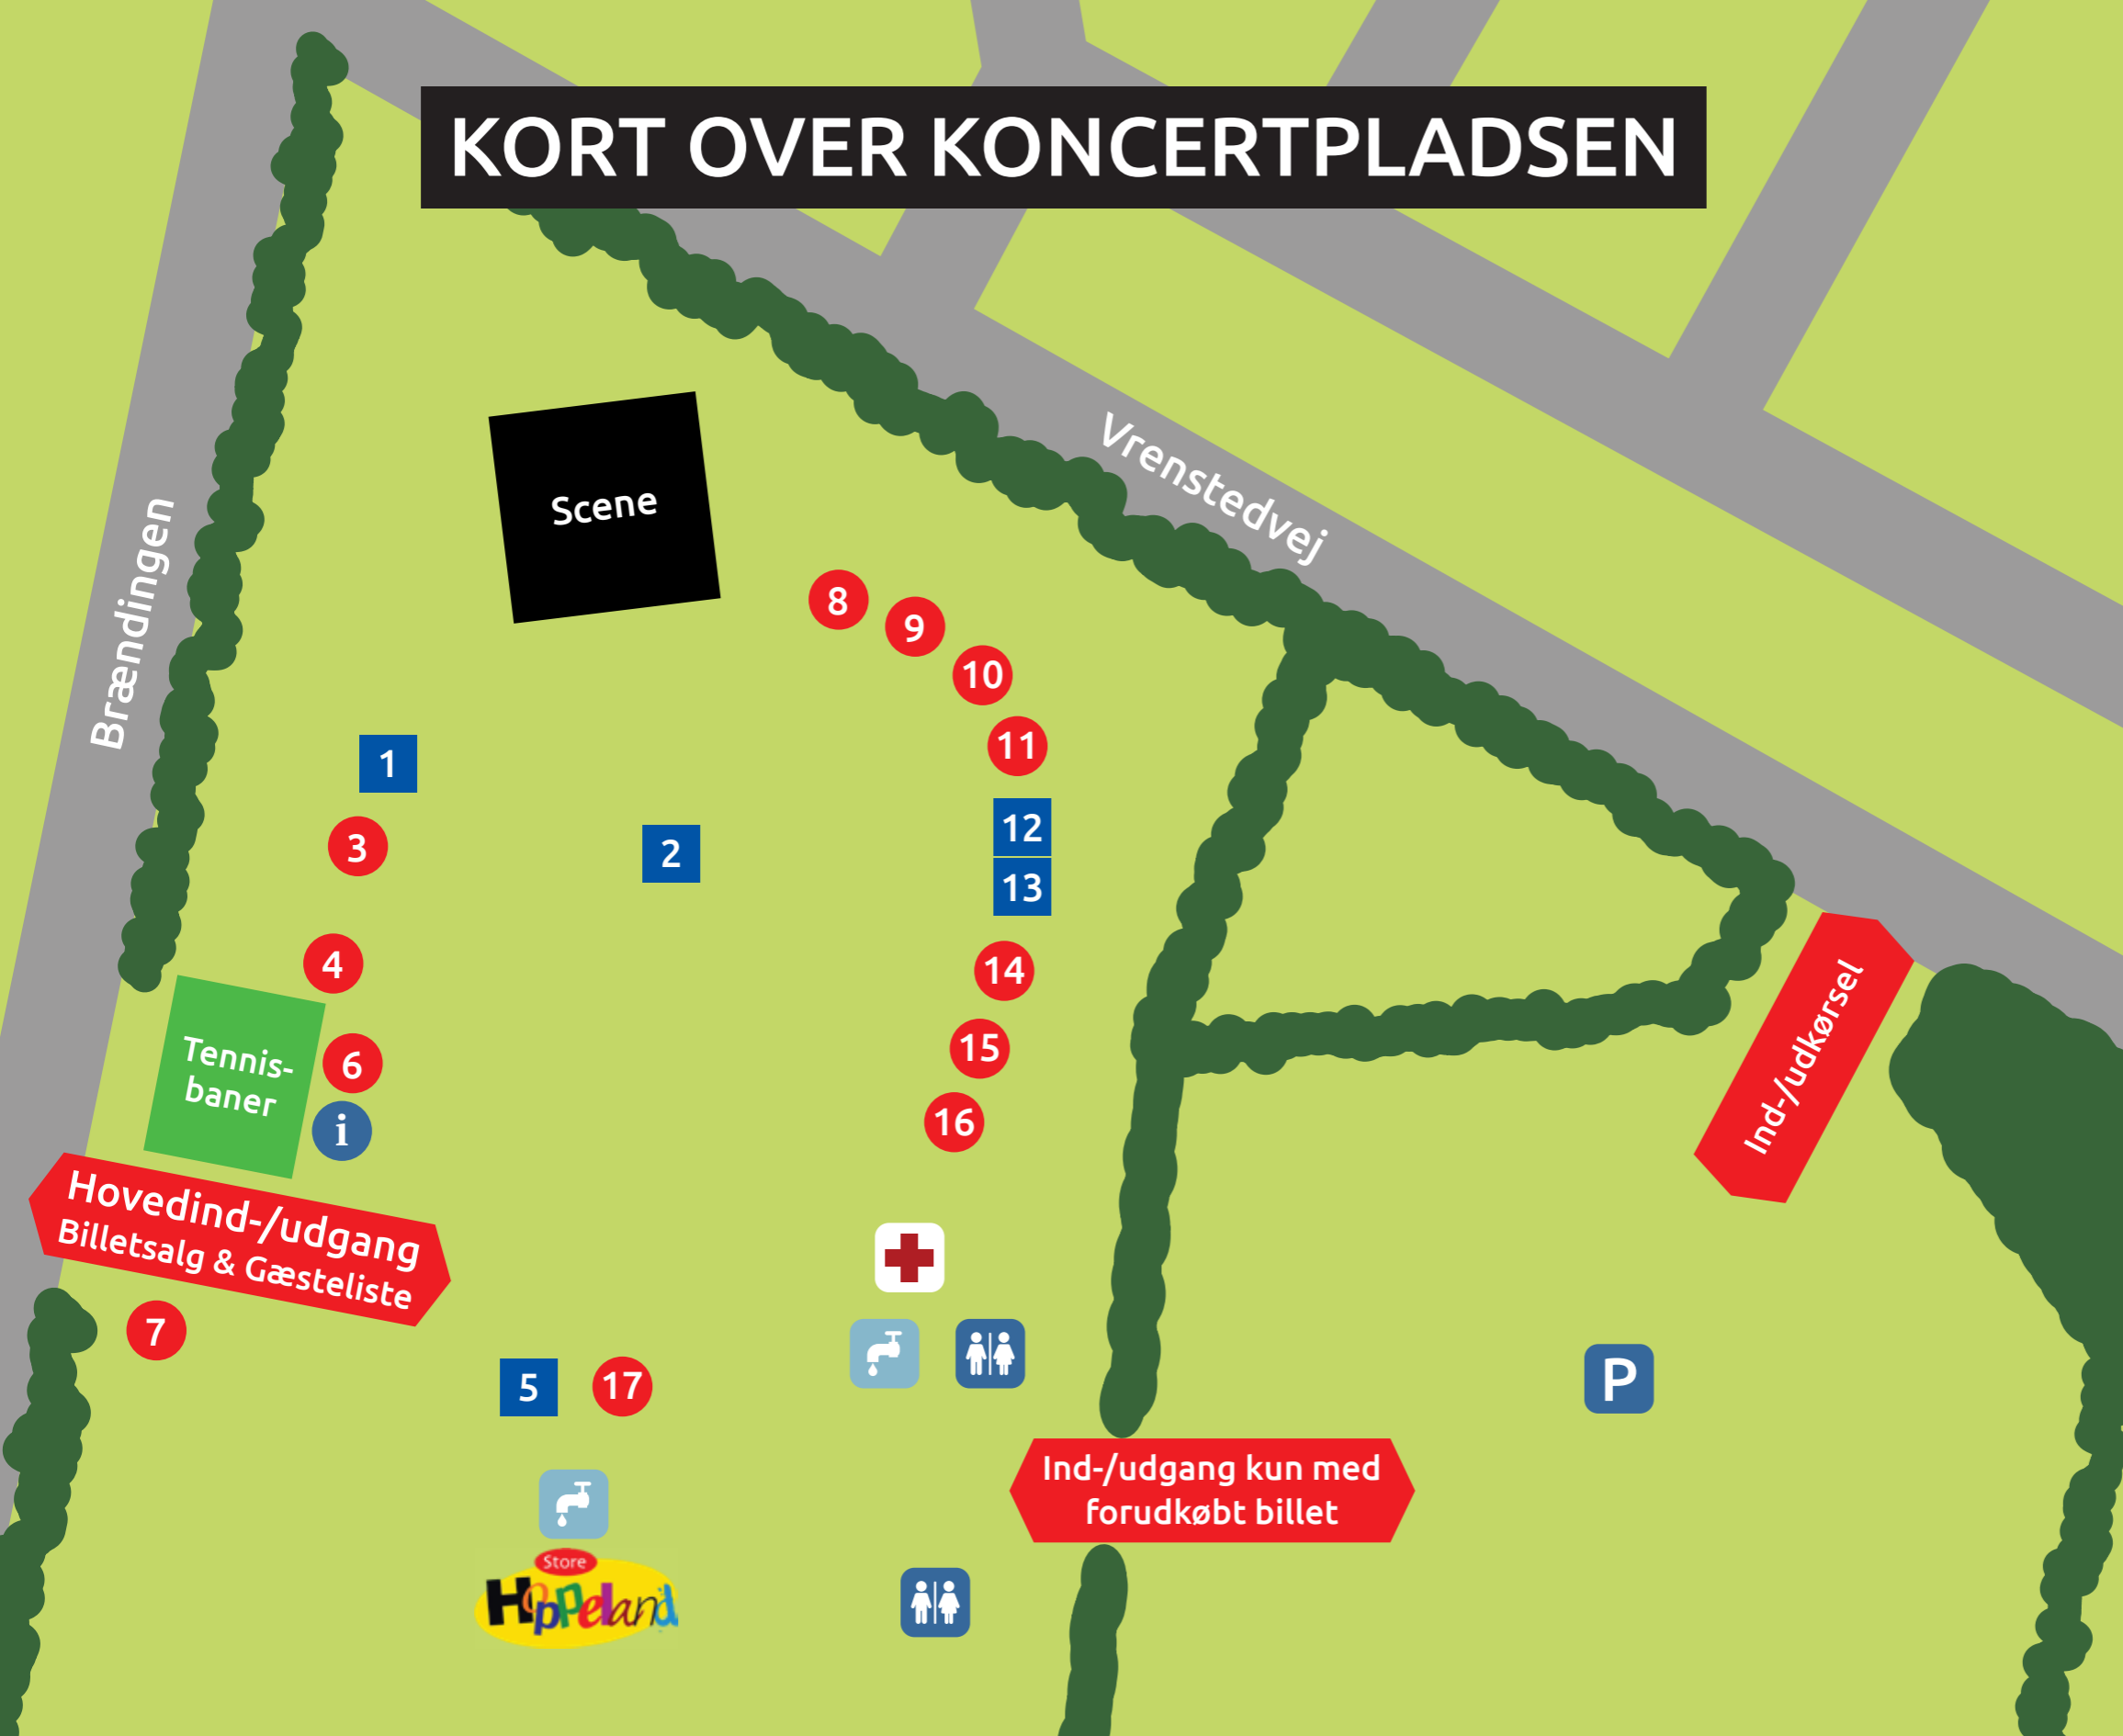 KORT OVER KONCERTPLADSEN
Vrenstedvej
Brændingen
Scene
8
9
10
11
1
12
3
2
13
4
14
15
6
Tennis-
baner
i
16
Ind-/udkørsel
Hovedind-/udgang
Billetsalg & Gæsteliste
7
5
17
P
Ind-/udgang kun med
forudkøbt billet
Store
Hoppeland